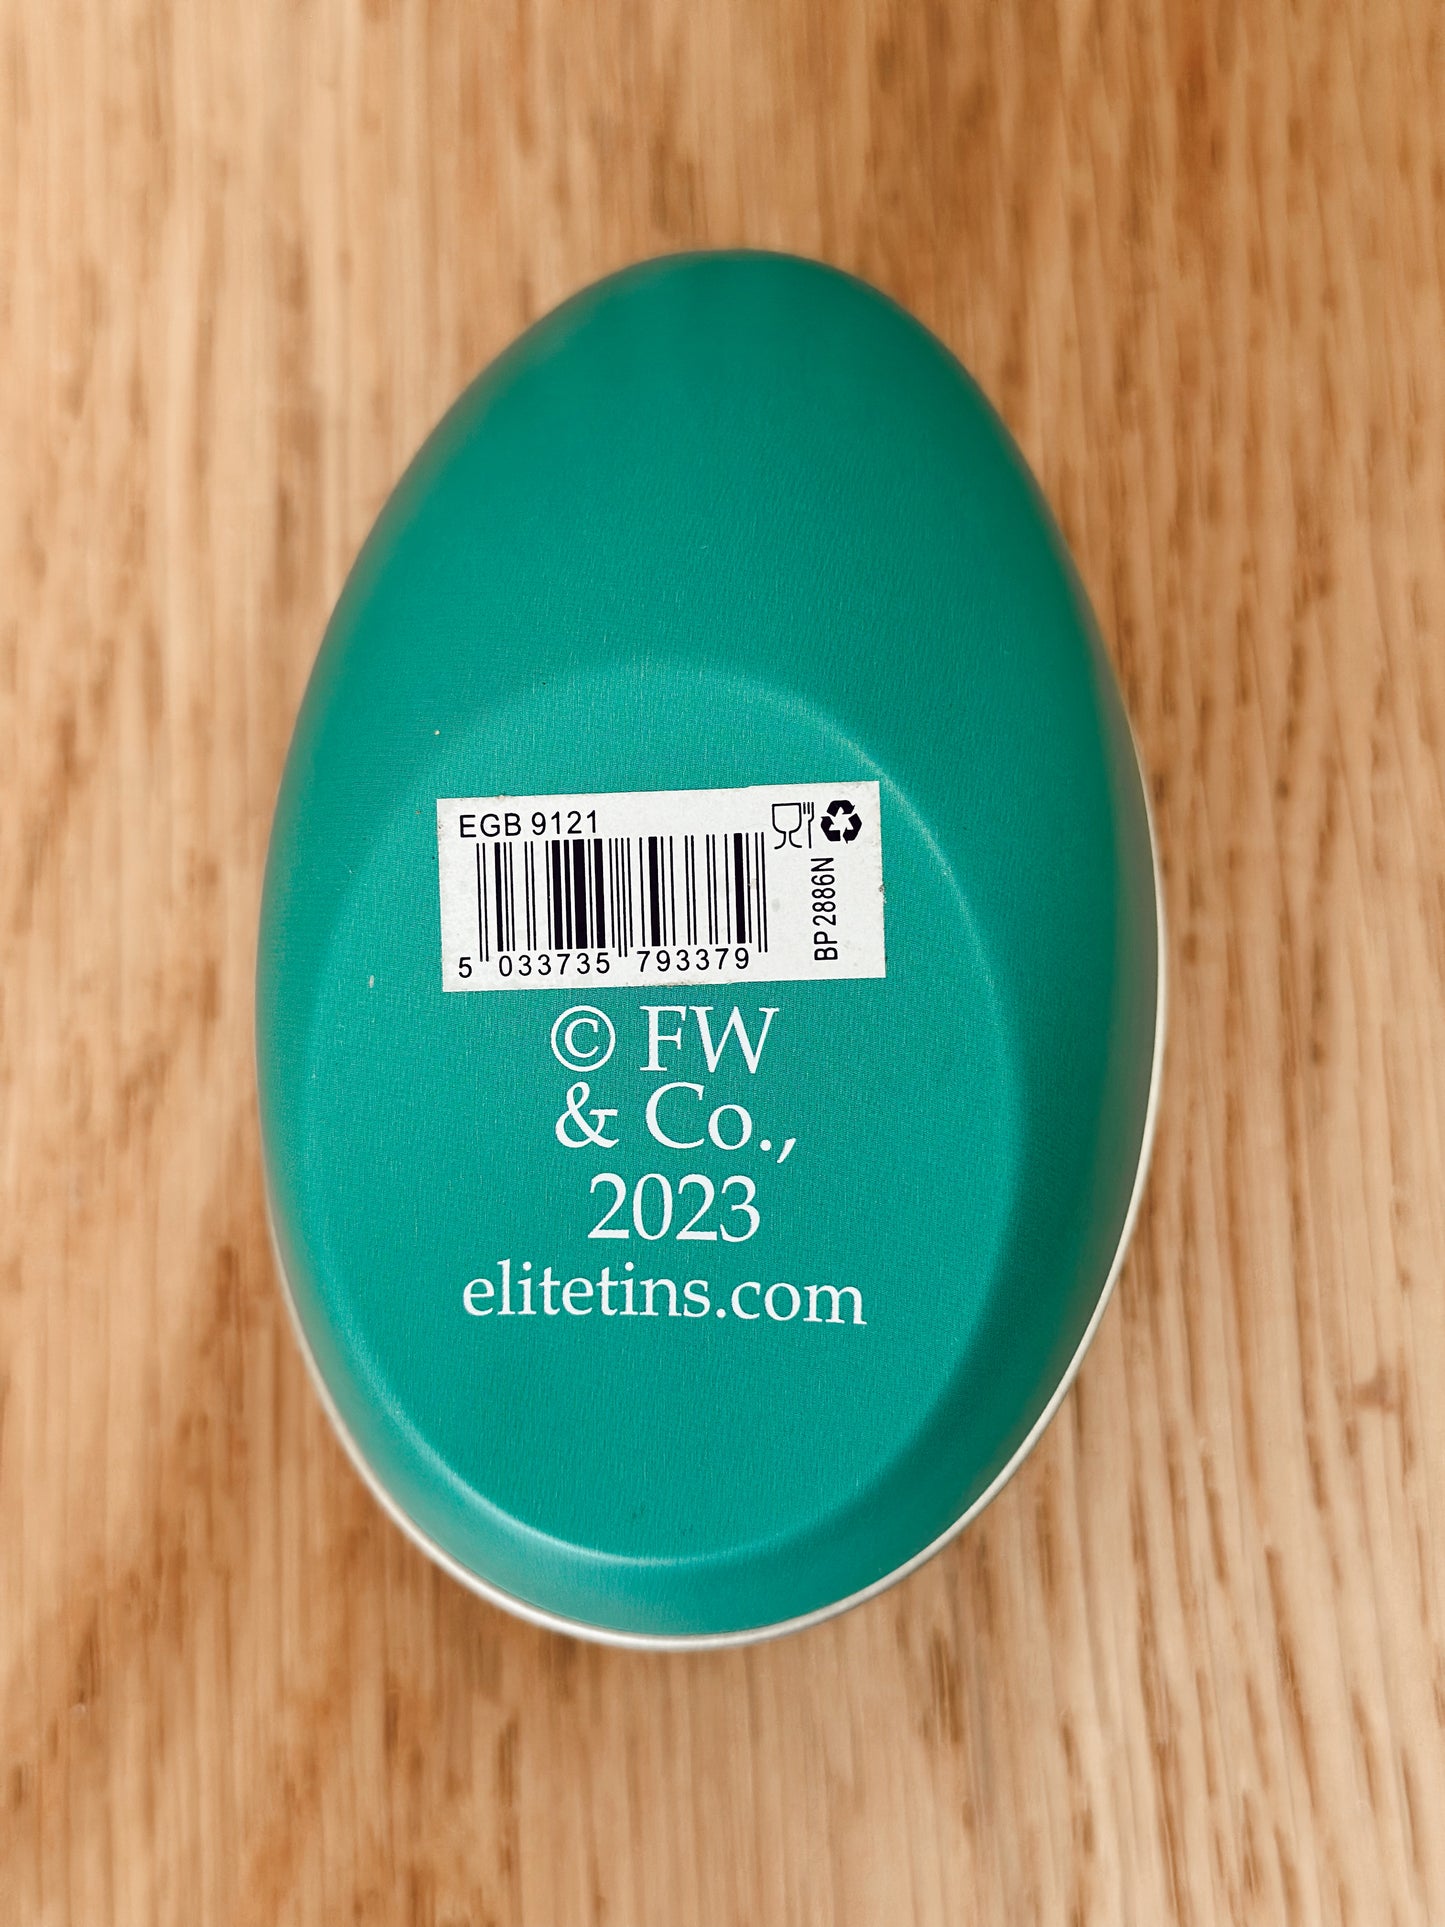 EGB 9121
5 033735 793379
BP2886N
© FW
& Co.,
2023
elitetins.com